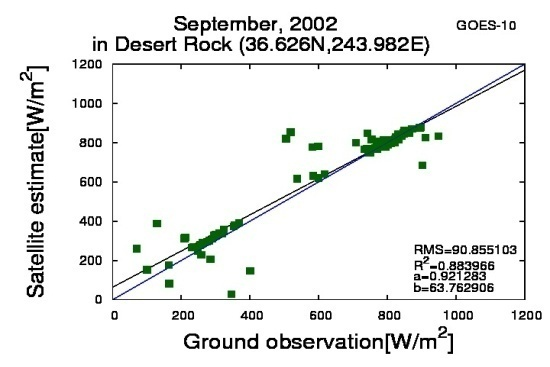 September, 2002
GOES-10
in Desert Rock (36.626N,243.982E)
Satellite estimate[W/m²]
1200
1000
800
600
400
200
0
RMS=90.855103
R²=0.883966
a=0.921283
b=63.762906
0 200 400 600 800 1000 1200
Ground observation[W/m²]